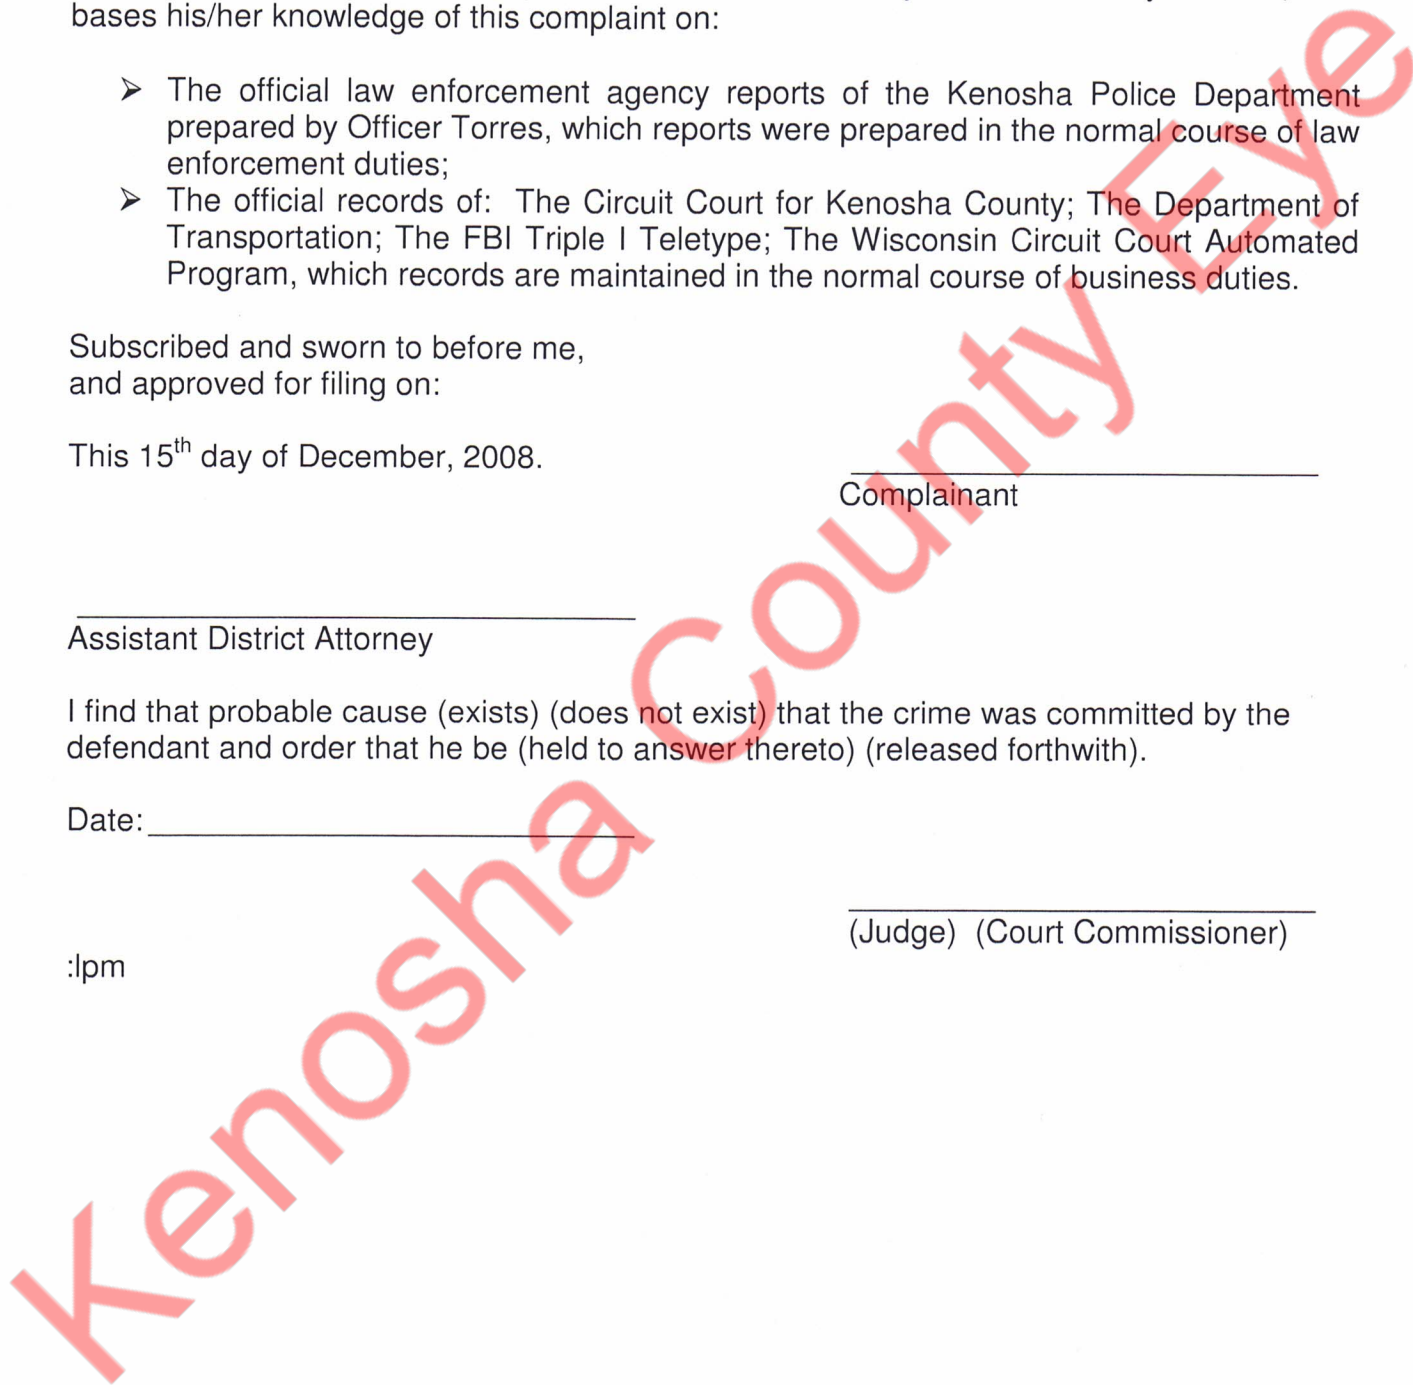 bases his/her knowledge of this complaint on:
➢ The official law enforcement agency reports of the Kenosha Police Department
prepared by Officer Torres, which reports were prepared in the normal course of law
enforcement duties;
➢ The official records of: The Circuit Court for Kenosha County; The Department of
Transportation; The FBI Triple I Teletype; The Wisconsin Circuit Court Automated
Program, which records are maintained in the normal course of business duties.
Subscribed and sworn to before me,
and approved for filing on:
This 15th day of December, 2008.
Complainant
Assistant District Attorney
I find that probable cause (exists) (does not exist) that the crime was committed by the
defendant and order that he be (held to answer thereto) (released forthwith).
Date:
(Judge) (Court Commissioner)
:lpm
Kenosha County Eye